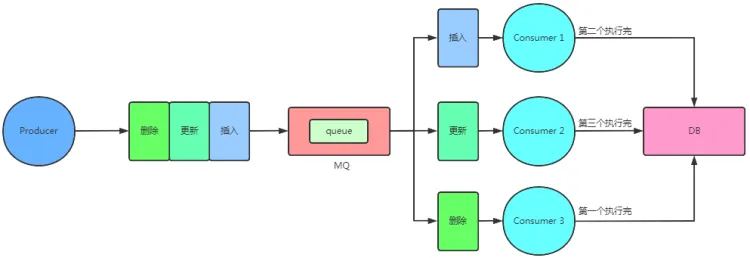 插入
Consumer 1
第二个执行完
Producer
删除
更新
插入
queue
MQ
更新
Consumer 2
第三个执行完
DB
删除
Consumer 3
第一个执行完